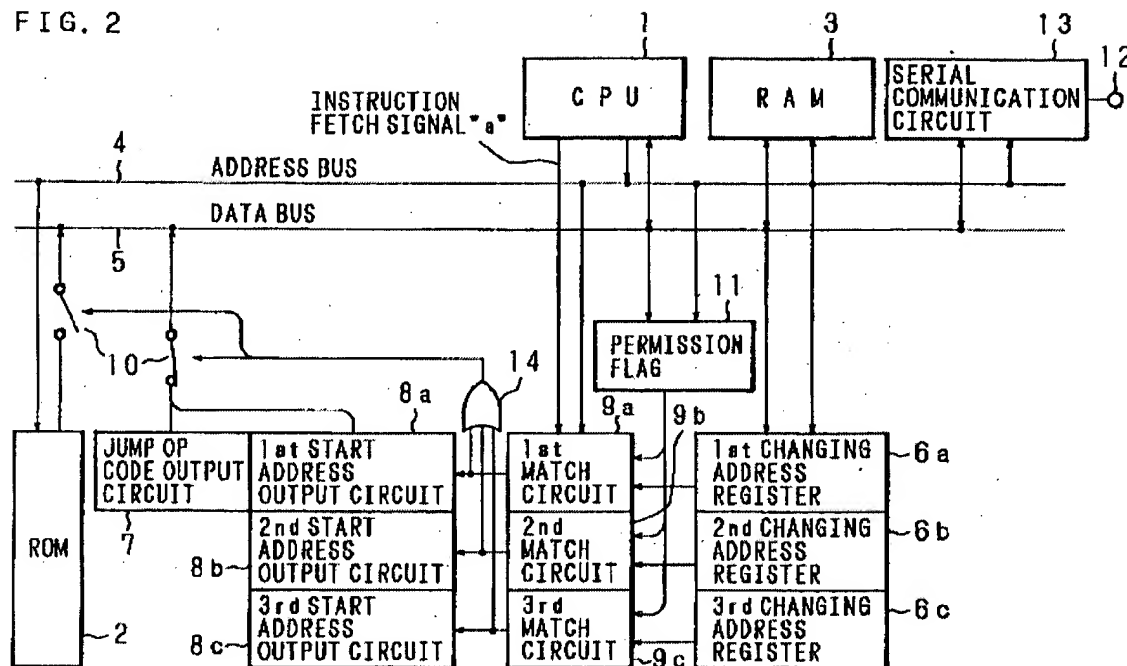 FIG. 2
1
3
13
12
CPU
RAM
SERIAL
COMMUNICATION
CIRCUIT
INSTRUCTION
FETCH SIGNAL "a"
4
ADDRESS BUS
DATA BUS
5
11
PERMISSION
FLAG
10
14
8a
9a
9b
JUMP OP
CODE OUTPUT
CIRCUIT
7
1st START
ADDRESS
OUTPUT CIRCUIT
1st
MATCH
CIRCUIT
1st CHANGING
ADDRESS
REGISTER
6a
ROM
2
8b
2nd START
ADDRESS
OUTPUT CIRCUIT
2nd
MATCH
CIRCUIT
2nd CHANGING
ADDRESS
REGISTER
6b
8c
3rd START
ADDRESS
OUTPUT CIRCUIT
3rd
MATCH
CIRCUIT
9c
3rd CHANGING
ADDRESS
REGISTER
6c